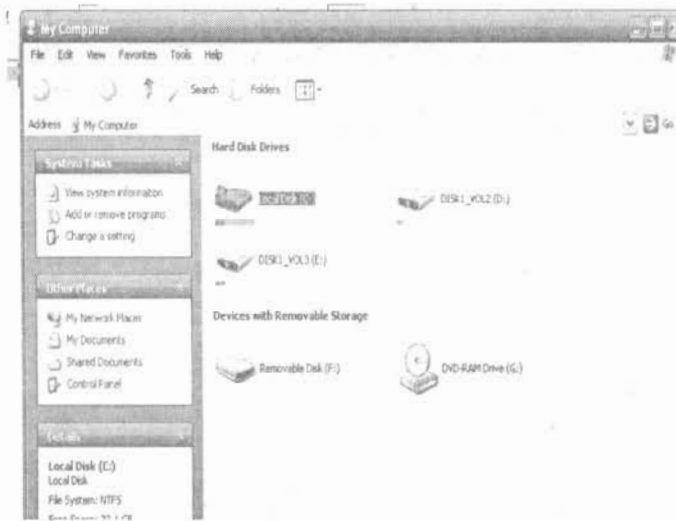 My Computer
File Edit View Favorites Tools Help
Search Folders
Address My Computer Go
System Tasks
View system information
Add or remove programs
Change a setting
Other Places
My Network Places
My Documents
Shared Documents
Control Panel
Details
Local Disk (C:)
Local Disk
File System: NTFS
Hard Disk Drives
Local Disk (C:)
DISK1_VOL2 (D:)
DISK1_VOL3 (E:)
Devices with Removable Storage
Removable Disk (F:)
DVD-RAM Drive (G:)